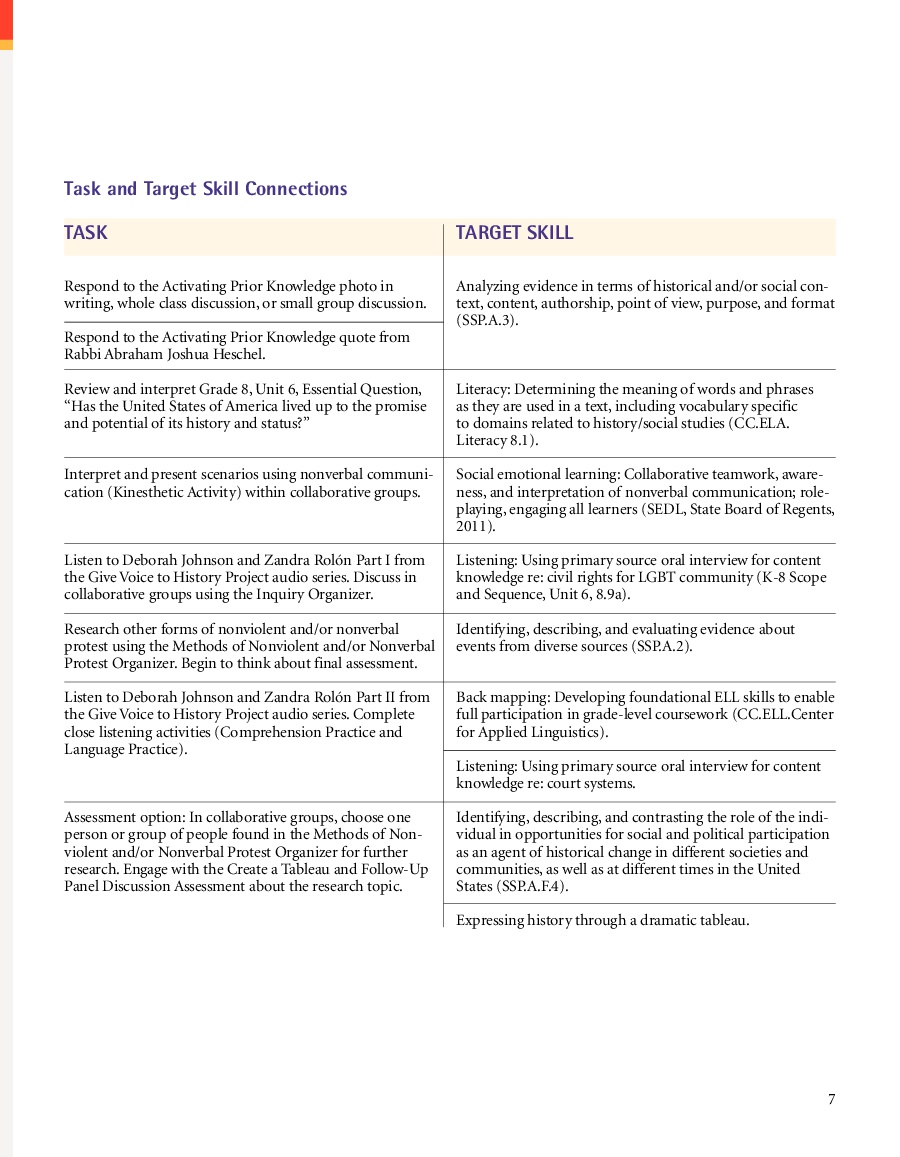 Task and Target Skill Connections
TASK
TARGET SKILL
Respond to the Activating Prior Knowledge photo in
writing, whole class discussion, or small group discussion.
Respond to the Activating Prior Knowledge quote from
Rabbi Abraham Joshua Heschel.
Analyzing evidence in terms of historical and/or social con-
text, content, authorship, point of view, purpose, and format
(SSP.A.3).
Review and interpret Grade 8, Unit 6, Essential Question,
“Has the United States of America lived up to the promise
and potential of its history and status?”
Literacy: Determining the meaning of words and phrases
as they are used in a text, including vocabulary specific
to domains related to history/social studies (CC.ELA.
Literacy 8.1).
Interpret and present scenarios using nonverbal communi-
cation (Kinesthetic Activity) within collaborative groups.
Social emotional learning: Collaborative teamwork, aware-
ness, and interpretation of nonverbal communication; role-
playing, engaging all learners (SEDL, State Board of Regents,
2011).
Listen to Deborah Johnson and Zandra Rolón Part I from
the Give Voice to History Project audio series. Discuss in
collaborative groups using the Inquiry Organizer.
Listening: Using primary source oral interview for content
knowledge re: civil rights for LGBT community (K-8 Scope
and Sequence, Unit 6, 8.9a).
Research other forms of nonviolent and/or nonverbal
protest using the Methods of Nonviolent and/or Nonverbal
Protest Organizer. Begin to think about final assessment.
Identifying, describing, and evaluating evidence about
events from diverse sources (SSP.A.2).
Listen to Deborah Johnson and Zandra Rolón Part II from
the Give Voice to History Project audio series. Complete
close listening activities (Comprehension Practice and
Language Practice).
Back mapping: Developing foundational ELL skills to enable
full participation in grade-level coursework (CC.ELL.Center
for Applied Linguistics).
Listening: Using primary source oral interview for content
knowledge re: court systems.
Assessment option: In collaborative groups, choose one
person or group of people found in the Methods of Non-
violent and/or Nonverbal Protest Organizer for further
research. Engage with the Create a Tableau and Follow-Up
Panel Discussion Assessment about the research topic.
Identifying, describing, and contrasting the role of the indi-
vidual in opportunities for social and political participation
as an agent of historical change in different societies and
communities, as well as at different times in the United
States (SSP.A.F.4).
Expressing history through a dramatic tableau.
7